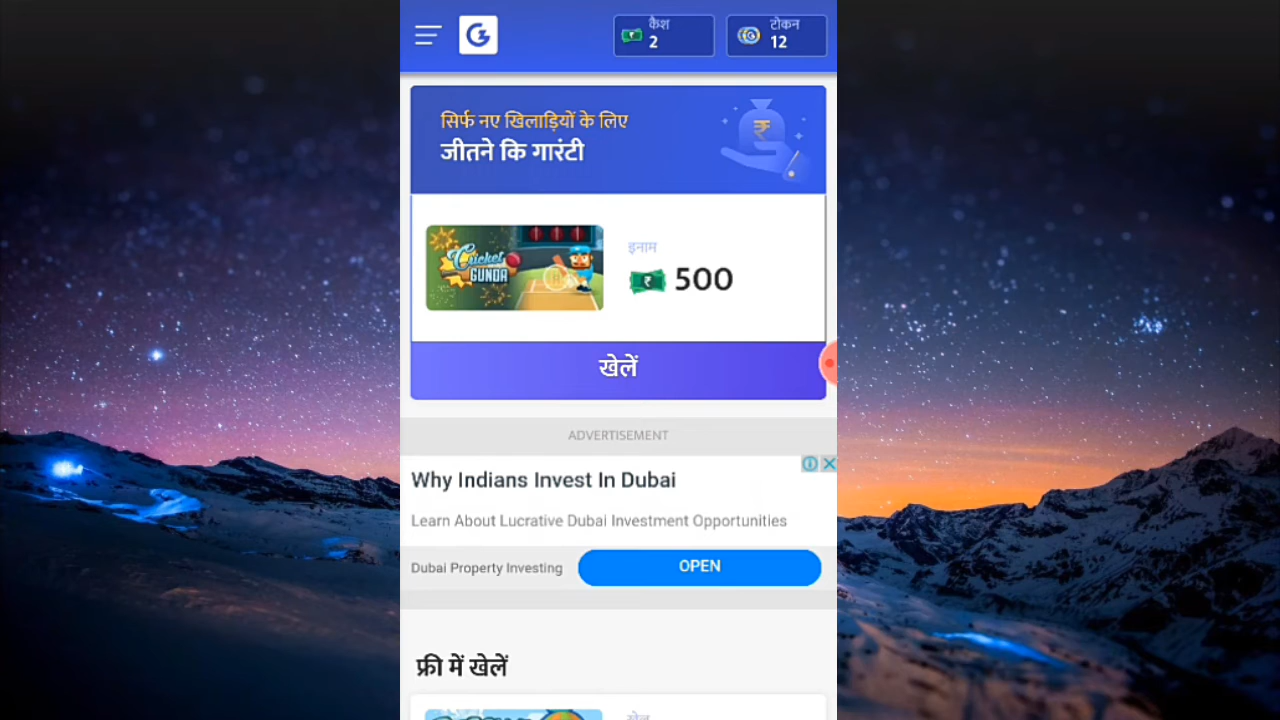 कैश
2
टोकन
12
सिर्फ नए खिलाड़ियों के लिए
जीतने कि गारंटी
Cricket
GUNDA
इनाम
500
खेलें
ADVERTISEMENT
Why Indians Invest In Dubai
Learn About Lucrative Dubai Investment Opportunities
Dubai Property Investing
OPEN
फ्री में खेलें